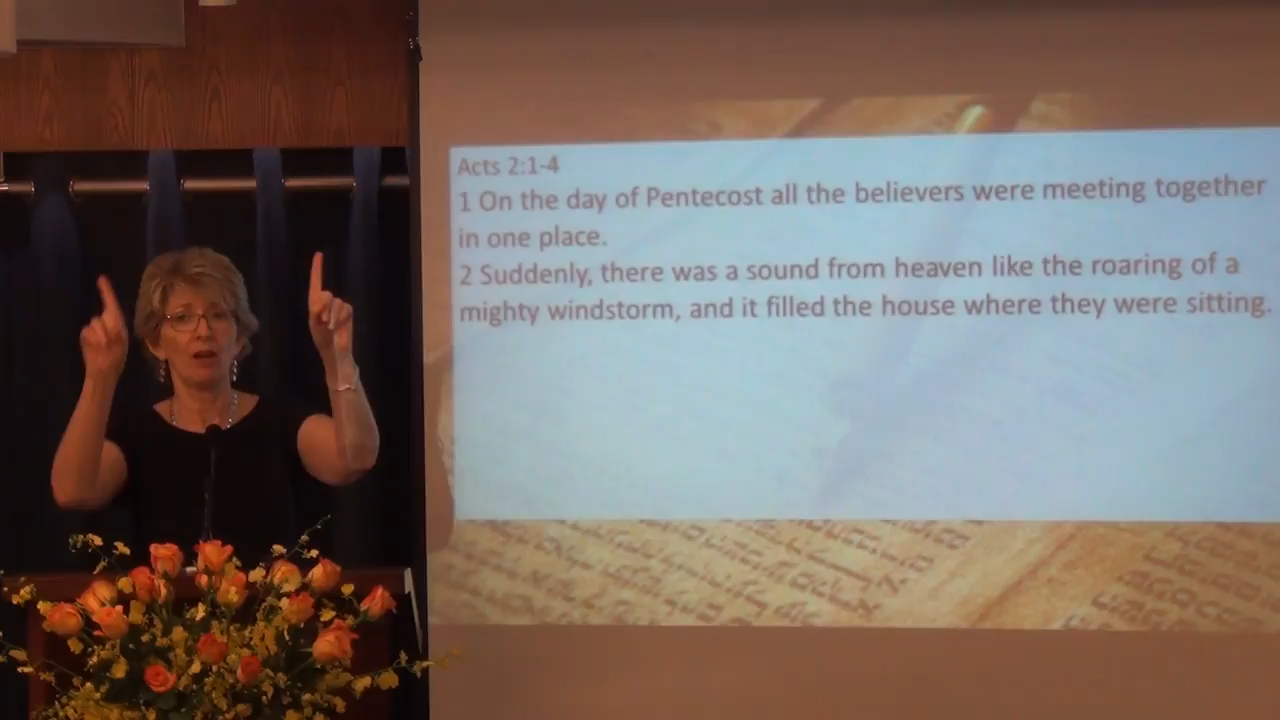 Acts 2:1-4
1 On the day of Pentecost all the believers were meeting together
in one place.
2 Suddenly, there was a sound from heaven like the roaring of a
mighty windstorm, and it filled the house where they were sitting.